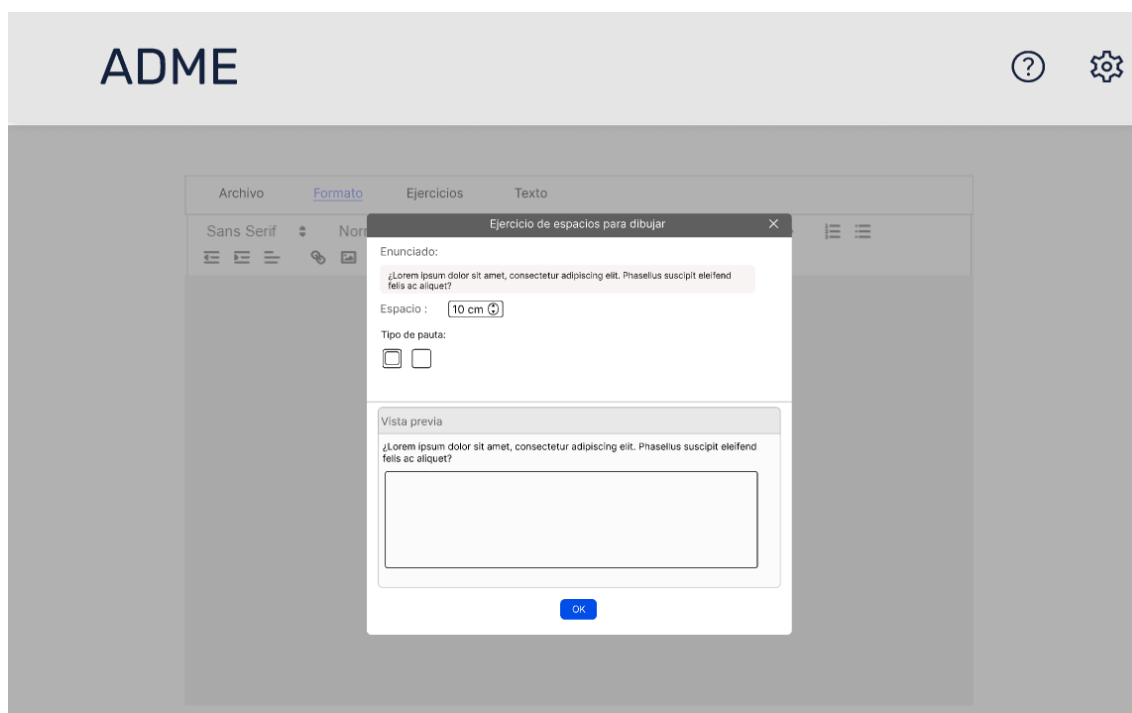 ADME
Archivo Formato Ejercicios Texto
Sans Serif
Ejercicio de espacios para dibujar
Enunciado:
¿Lorem ipsum dolor sit amet, consectetur adipiscing elit. Phasellus suscipit eleifend
felis ac aliquet?
Espacio : 10 cm
Tipo de pauta:
Vista previa
¿Lorem ipsum dolor sit amet, consectetur adipiscing elit. Phasellus suscipit eleifend
felis ac aliquet?
OK